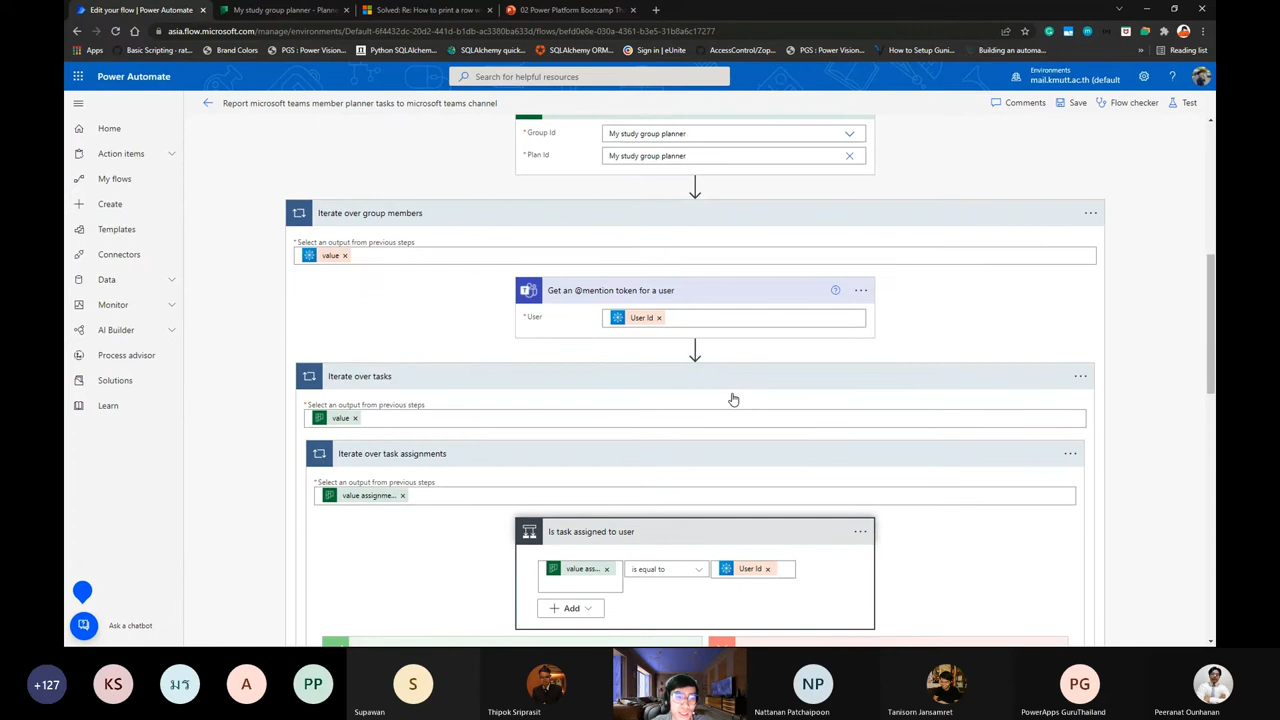 Edit your flow | Power Automate
My study group planner - Planne
Solved: Re: How to print a row w
02 Power Platform Bootcamp Th
asia.flow.microsoft.com/manage/environments/Default-6f4432dc-20d2-441d-b1db-ac3380ba633d/flows/befd0e8e-030a-4060-b3e5-31b8a6c17277
Apps
Basic Scripting - rat...
Brand Colors
PGS : Power Vision...
Python SQLAlchemy
SQLAlchemy quick...
SQLAlchemy ORM...
Sign in | eUnite
AccessControl/Zop...
PGS : Power Vision...
How to Setup Guni...
Building an automa...
»
Reading list
Power Automate
Search for helpful resources
Environments
mail.kmutt.ac.th (default
Report microsoft teams member planner tasks to microsoft teams channel
Comments
Save
Flow checker
Test
Home
Action items
My flows
Create
Templates
Connectors
Data
Monitor
AI Builder
Process advisor
Solutions
Learn
Ask a chatbot
* Group Id
My study group planner
* Plan Id
My study group planner
Iterate over group members
* Select an output from previous steps
value
Get an @mention token for a user
* User
User Id
Iterate over tasks
* Select an output from previous steps
value
Iterate over task assignments
* Select an output from previous steps
value assignme...
Is task assigned to user
value ass...
is equal to
User Id
Add
+127
KS
มร
A
PP
S
Supawan
Thipok Sriprasit
NP
Nattanan Patchaipoon
Tanisorn Jansamret
PG
PowerApps GuruThailand
Peeranat Ounhanan